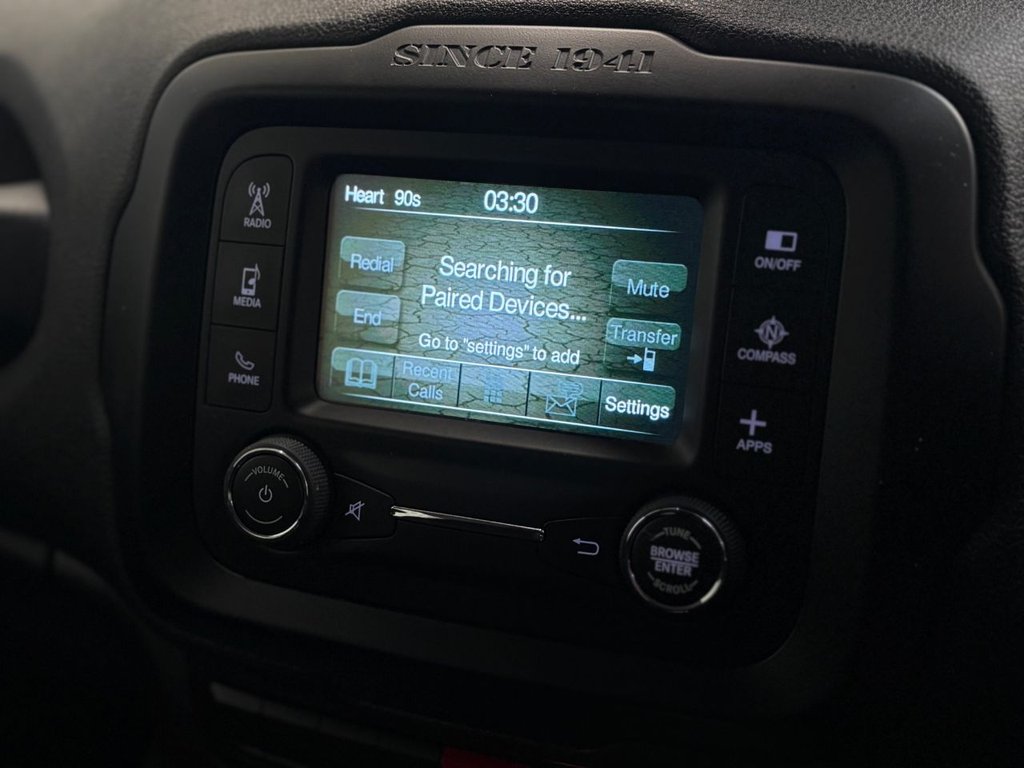 SINCE 1941
Heart 90s
03:30
RADIO
MEDIA
PHONE
Redial
End
Searching for
Paired Devices...
Go to "settings" to add
Mute
Transfer
Recent
Calls
Settings
ON/OFF
COMPASS
APPS
VOLUME
TUNE
BROWSE
ENTER
SCROLL